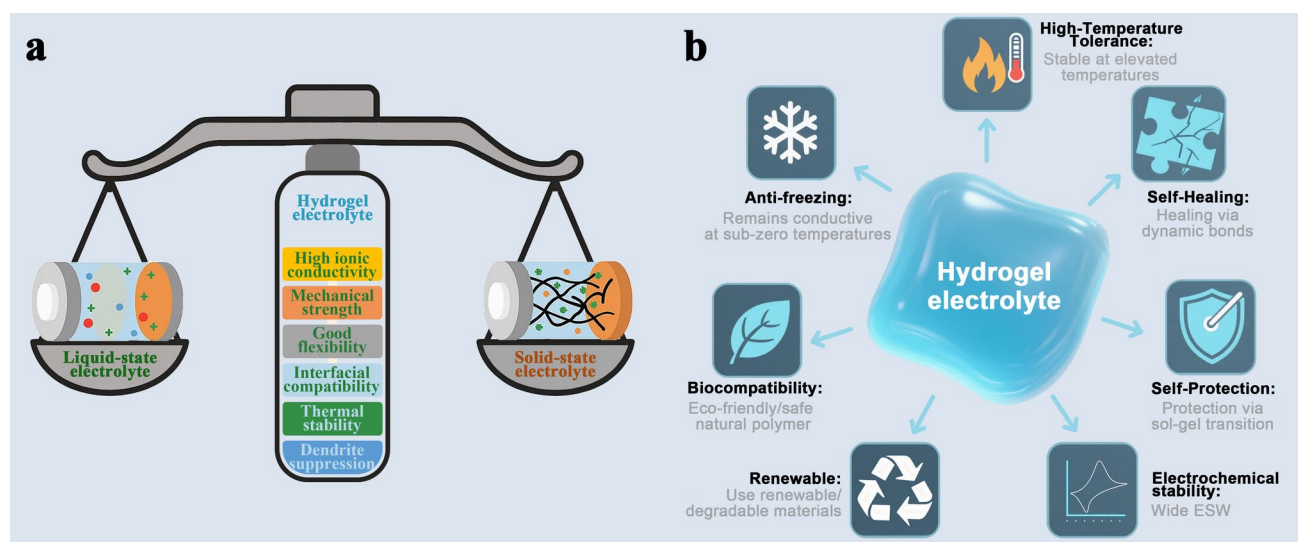 a
Hydrogel
electrolyte
High ionic
conductivity
Mechanical
strength
Good
flexibility
Interfacial
compatibility
Thermal
stability
Dendrite
suppression
Liquid-state
electrolyte
Solid-state
electrolyte
b
High-Temperature
Tolerance:
Stable at elevated
temperatures
Anti-freezing:
Remains conductive
at sub-zero temperatures
Self-Healing:
Healing via
dynamic bonds
Hydrogel
electrolyte
Biocompatibility:
Eco-friendly/safe
natural polymer
Self-Protection:
Protection via
sol-gel transition
Renewable:
Use renewable/
degradable materials
Electrochemical
stability:
Wide ESW